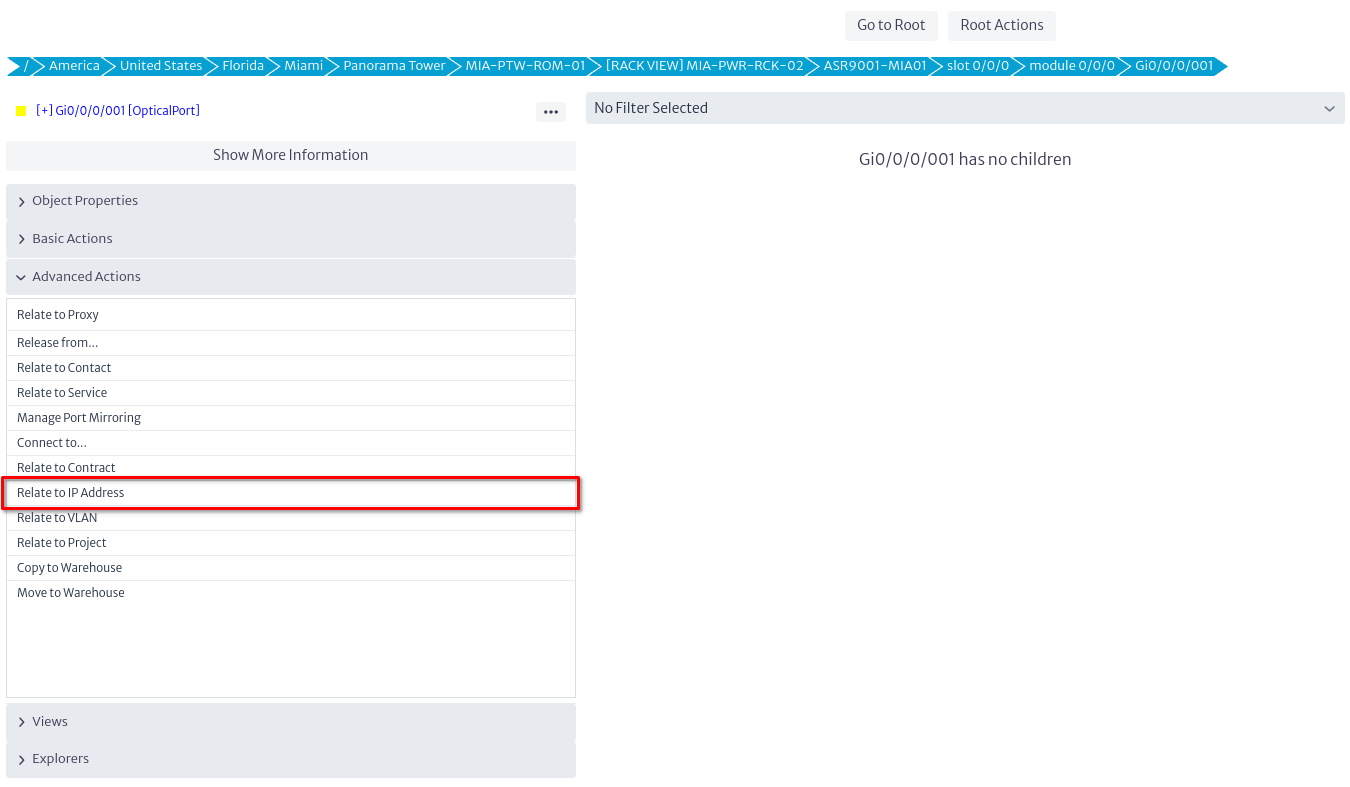 Go to Root Root Actions
/ America United States Florida Miami Panorama Tower MIA-PTW-ROM-01 [RACK VIEW] MIA-PWR-RCK-02 ASR9001-MIA01 slot 0/0/0 module 0/0/0 Gi0/0/0/001
[+] Gi0/0/0/001 [OpticalPort]
No Filter Selected
Show More Information
Gi0/0/0/001 has no children
Object Properties
Basic Actions
Advanced Actions
Relate to Proxy
Release from...
Relate to Contact
Relate to Service
Manage Port Mirroring
Connect to...
Relate to Contract
Relate to IP Address
Relate to VLAN
Relate to Project
Copy to Warehouse
Move to Warehouse
Views
Explorers